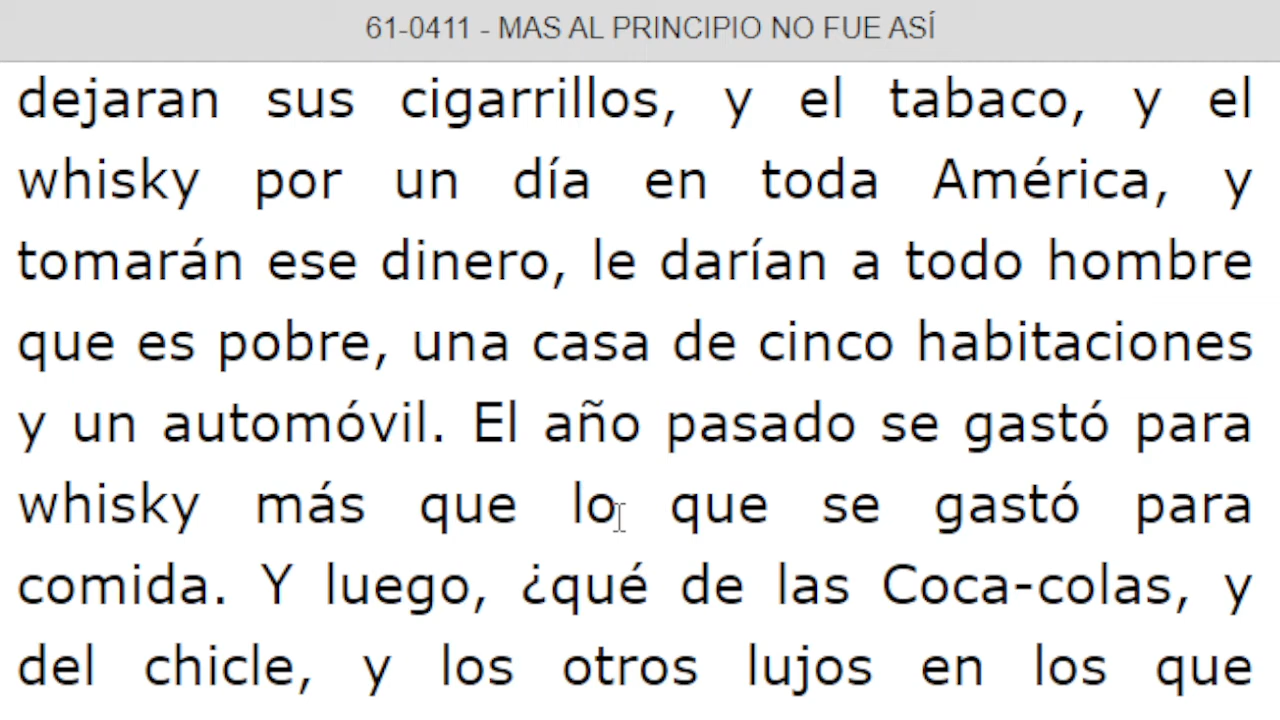 61-0411 - MAS AL PRINCIPIO NO FUE ASÍ
dejaran sus cigarrillos, y el tabaco, y el
whisky por un día en toda América, y
tomarán ese dinero, le darían a todo hombre
que es pobre, una casa de cinco habitaciones
y un automóvil. El año pasado se gastó para
whisky más que lo que se gastó para
comida. Y luego, ¿qué de las Coca-colas, y
del chicle, y los otros lujos en los que